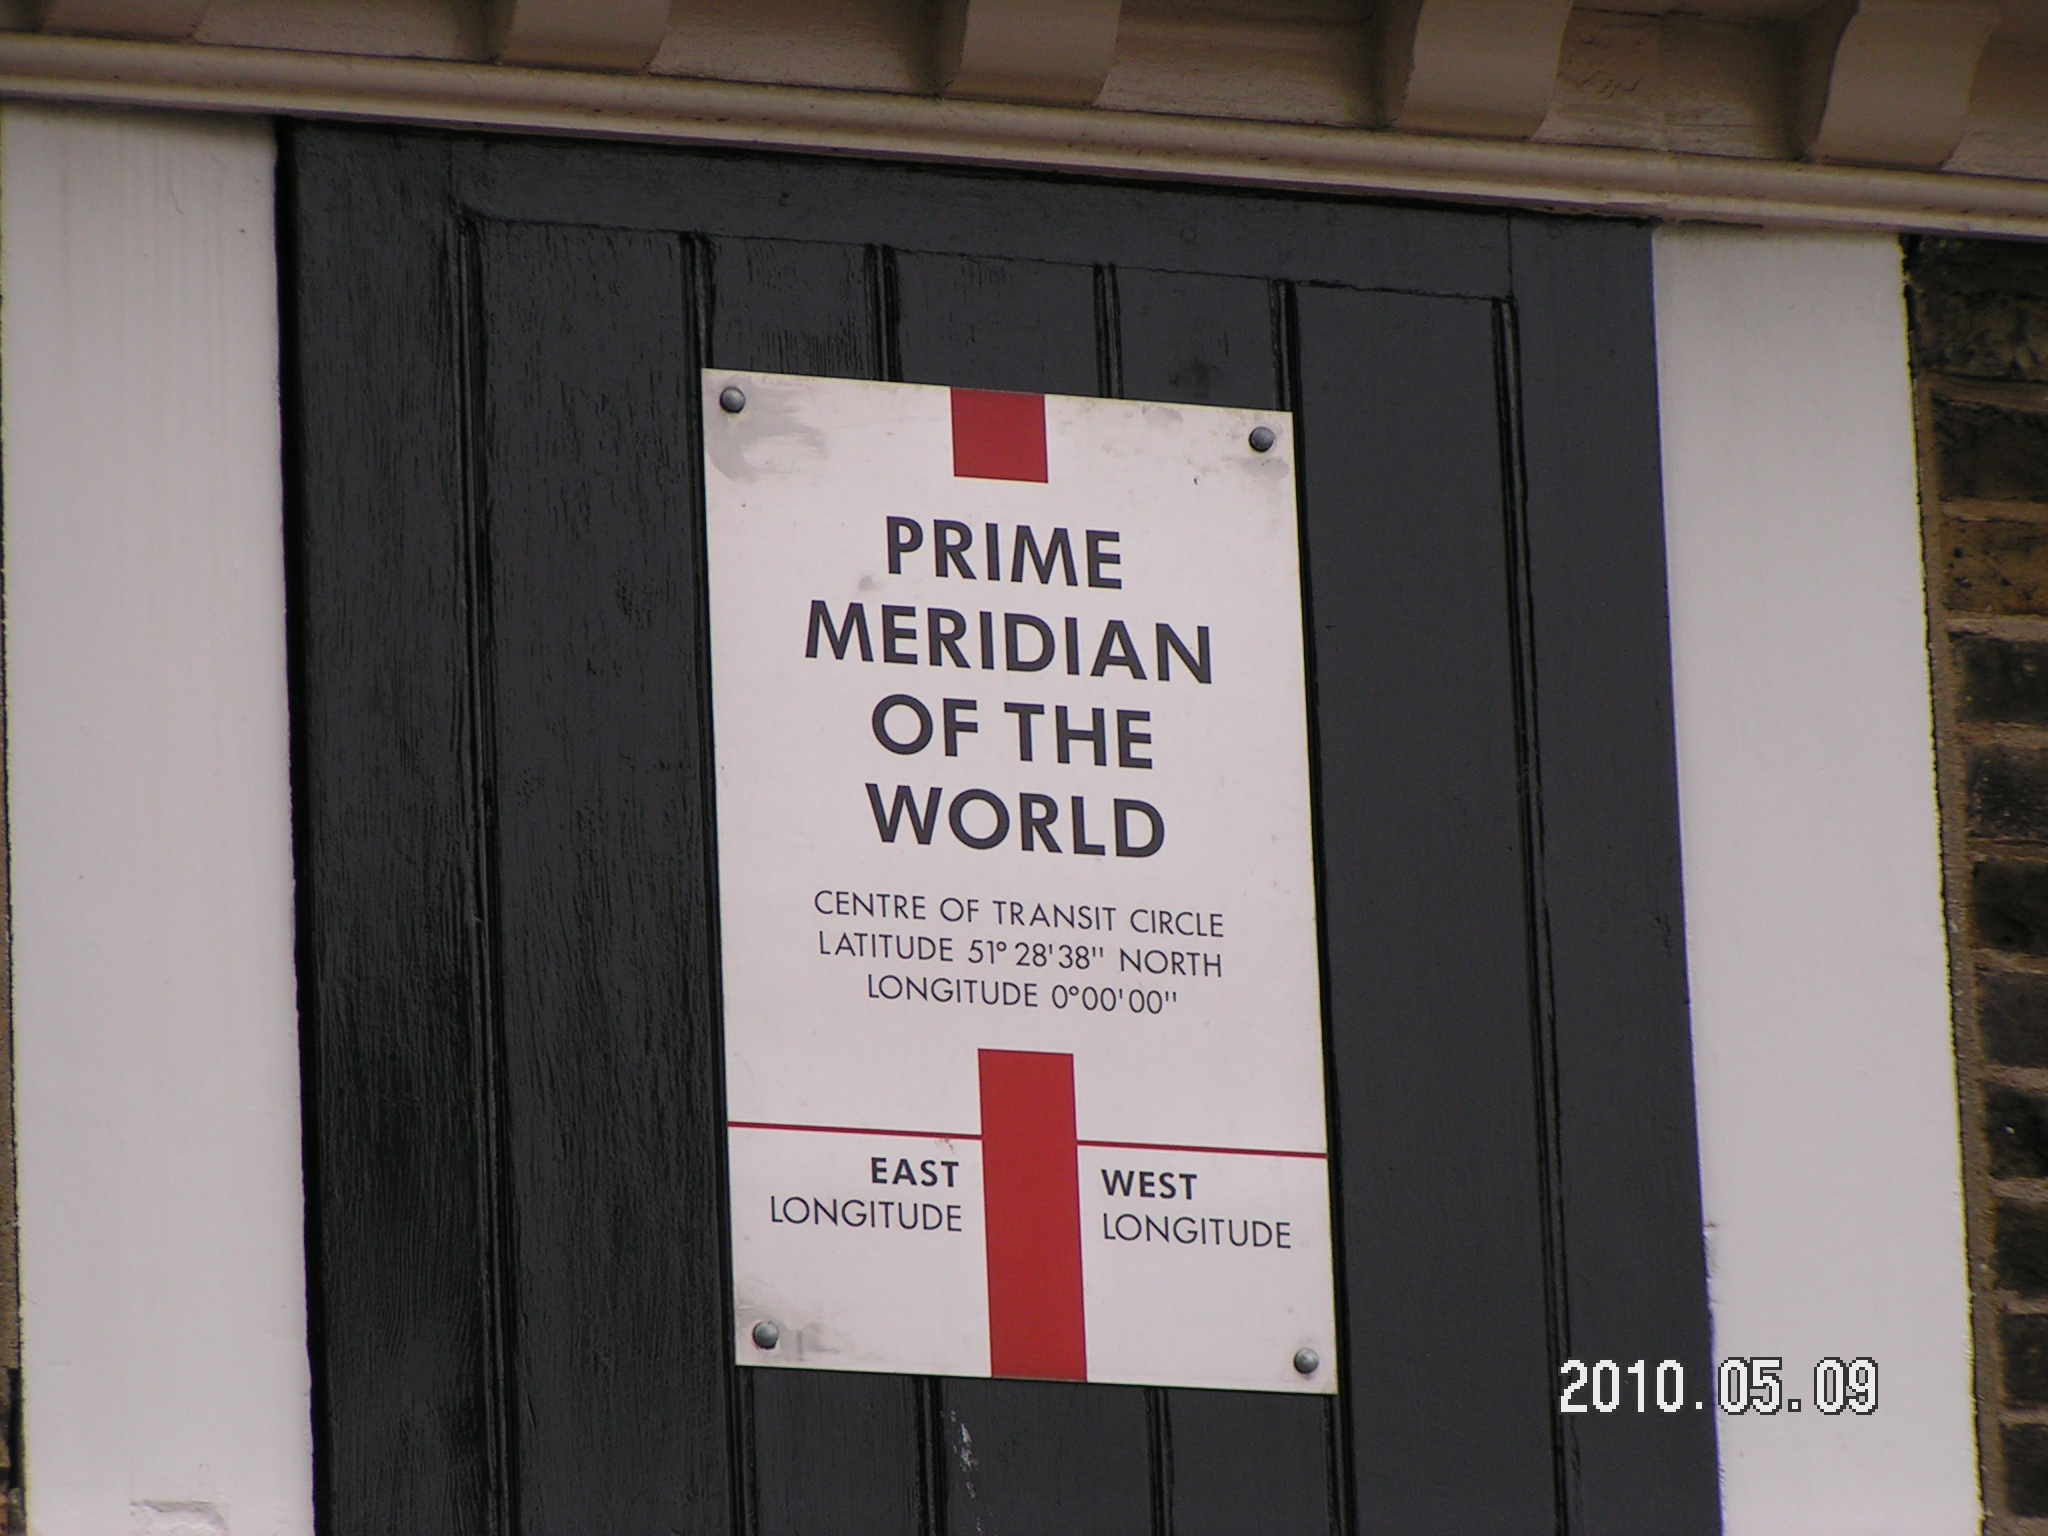 PRIME
MERIDIAN
OF THE
WORLD
CENTRE OF TRANSIT CIRCLE
LATITUDE 51° 28'38" NORTH
LONGITUDE 0°00'00"
EAST
LONGITUDE
WEST
LONGITUDE
2010.05.09